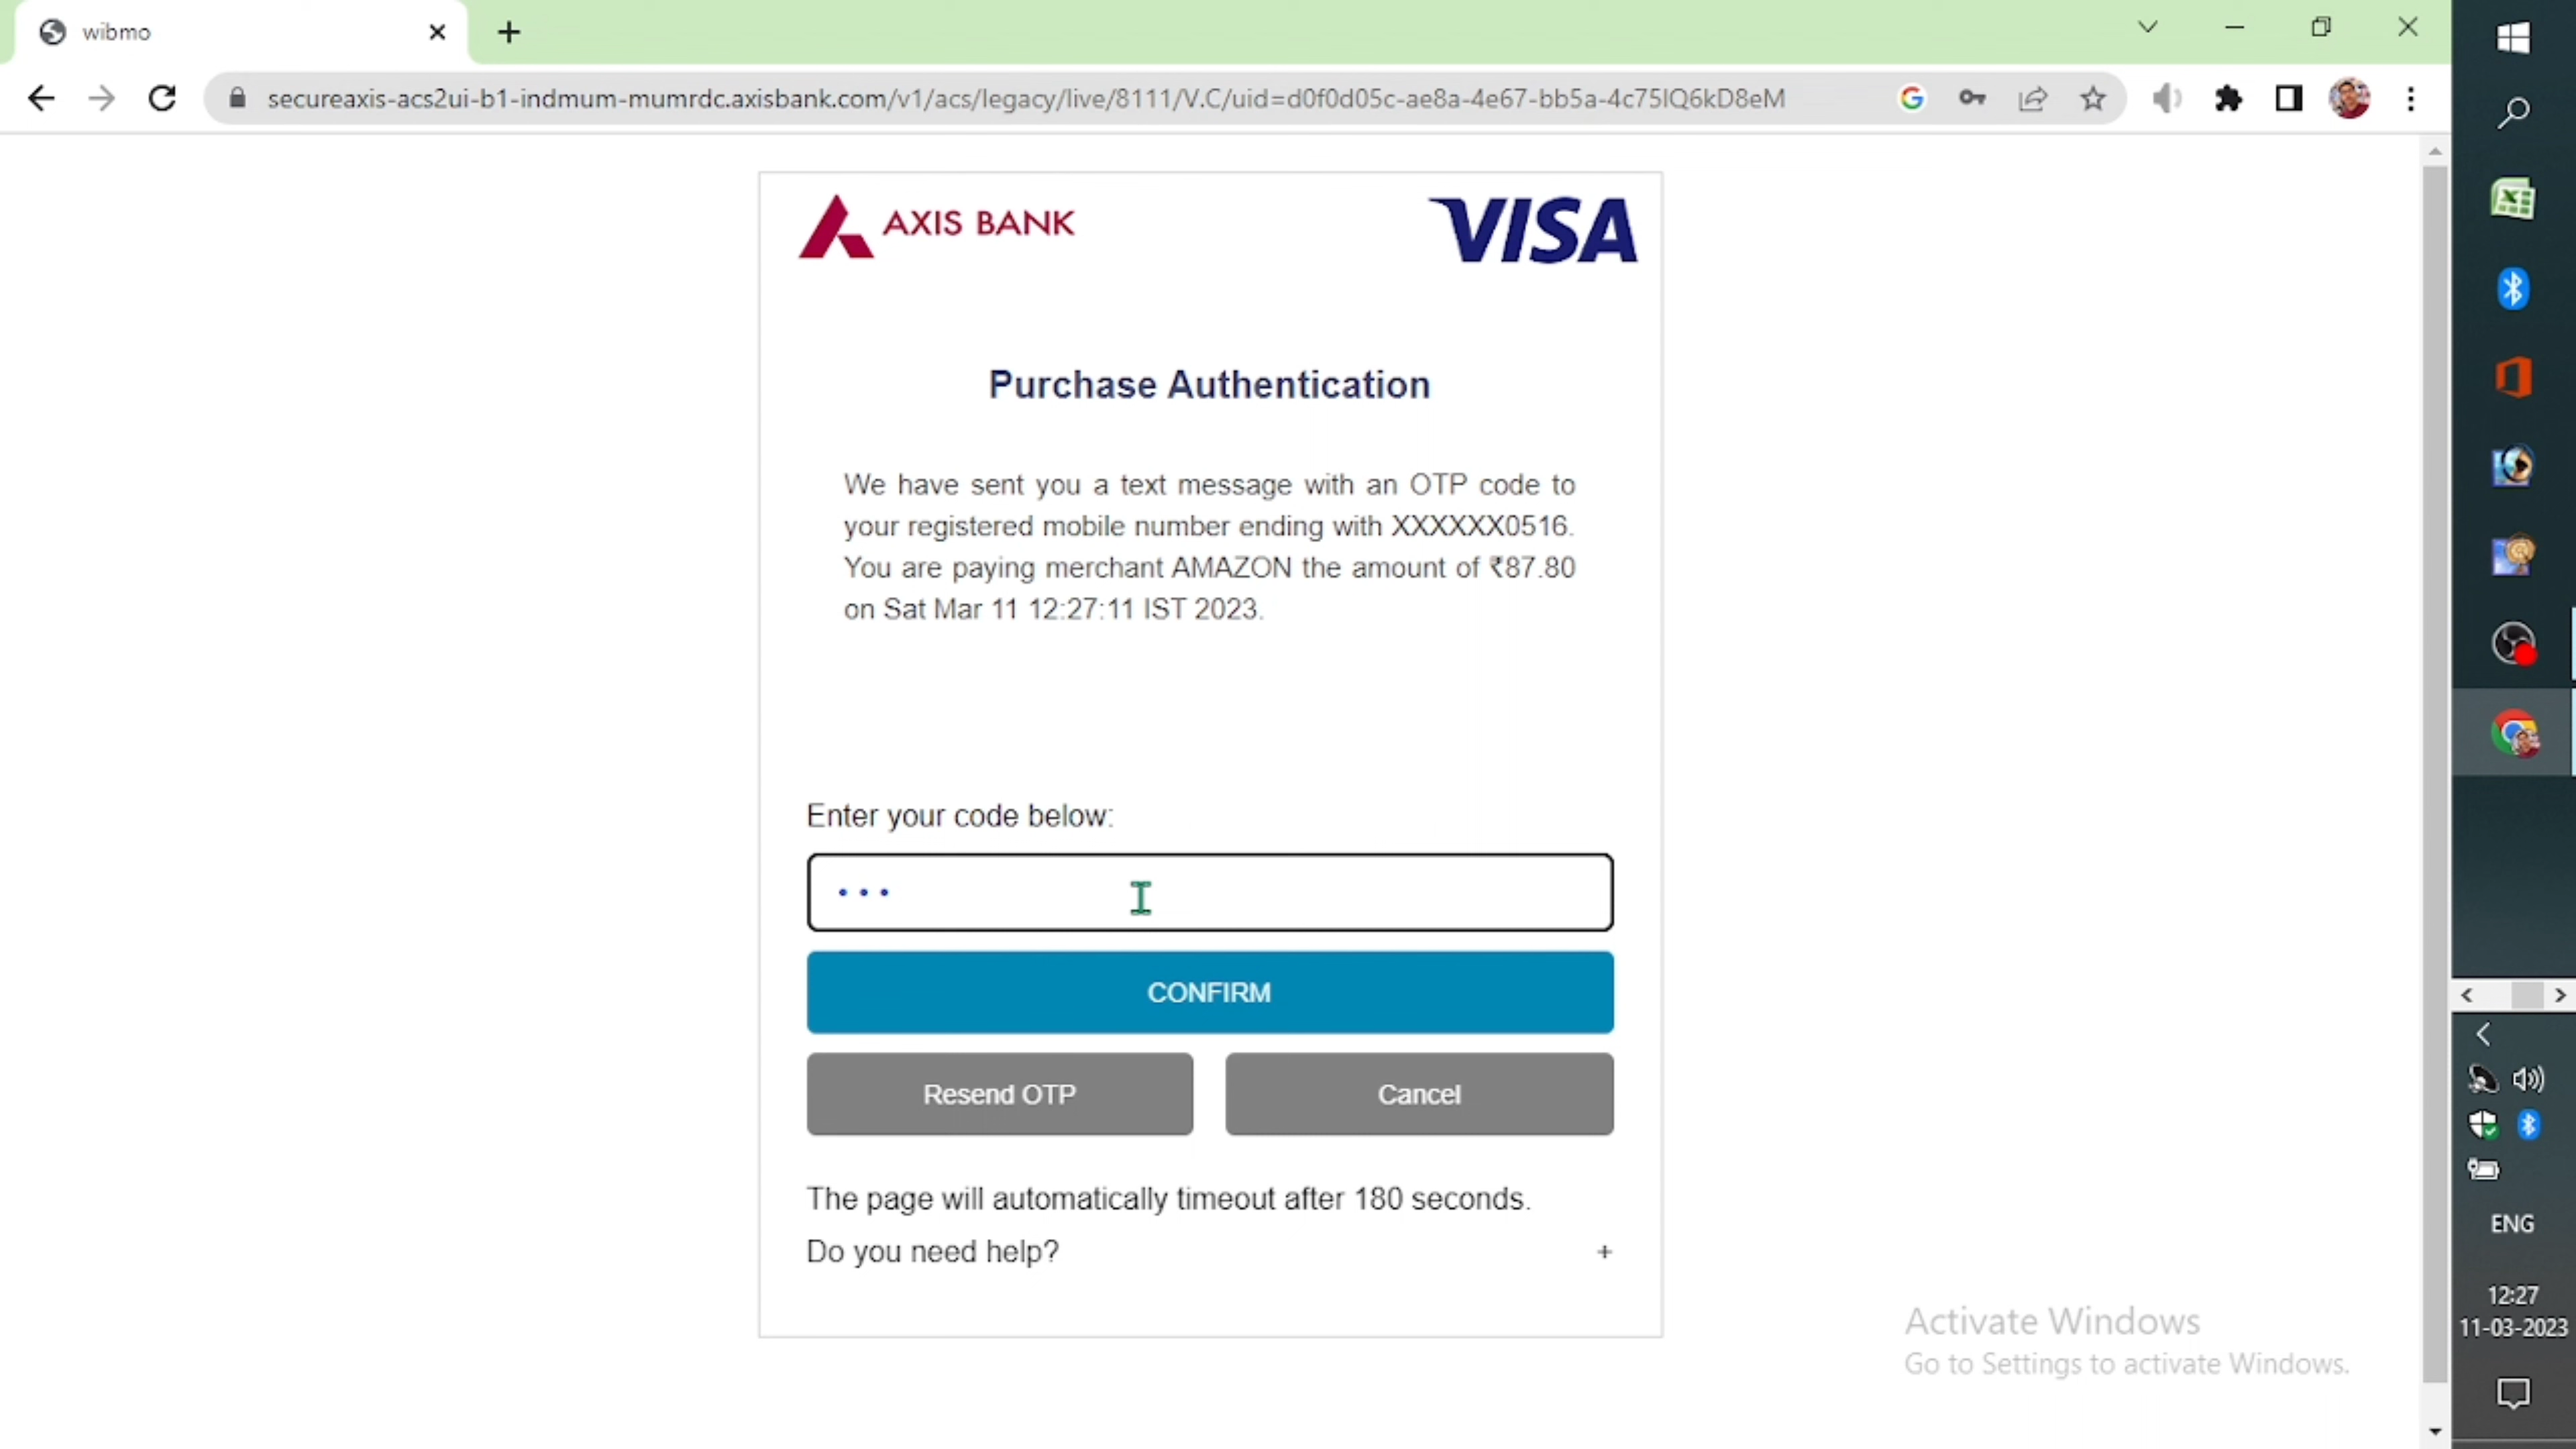 wibmo
secureaxis-acs2ui-b1-indmum-mumrdc.axisbank.com/v1/acs/legacy/live/8111/V.C/uid=d0f0d05c-ae8a-4e67-bb5a-4c75lQ6kD8eM
AXIS BANK
VISA
Purchase Authentication
We have sent you a text message with an OTP code to
your registered mobile number ending with XXXXXX0516.
You are paying merchant AMAZON the amount of ₹87.80
on Sat Mar 11 12:27:11 IST 2023.
Enter your code below:
CONFIRM
Resend OTP
Cancel
The page will automatically timeout after 180 seconds.
Do you need help? +
Activate Windows
Go to Settings to activate Windows.
ENG
12:27
11-03-2023